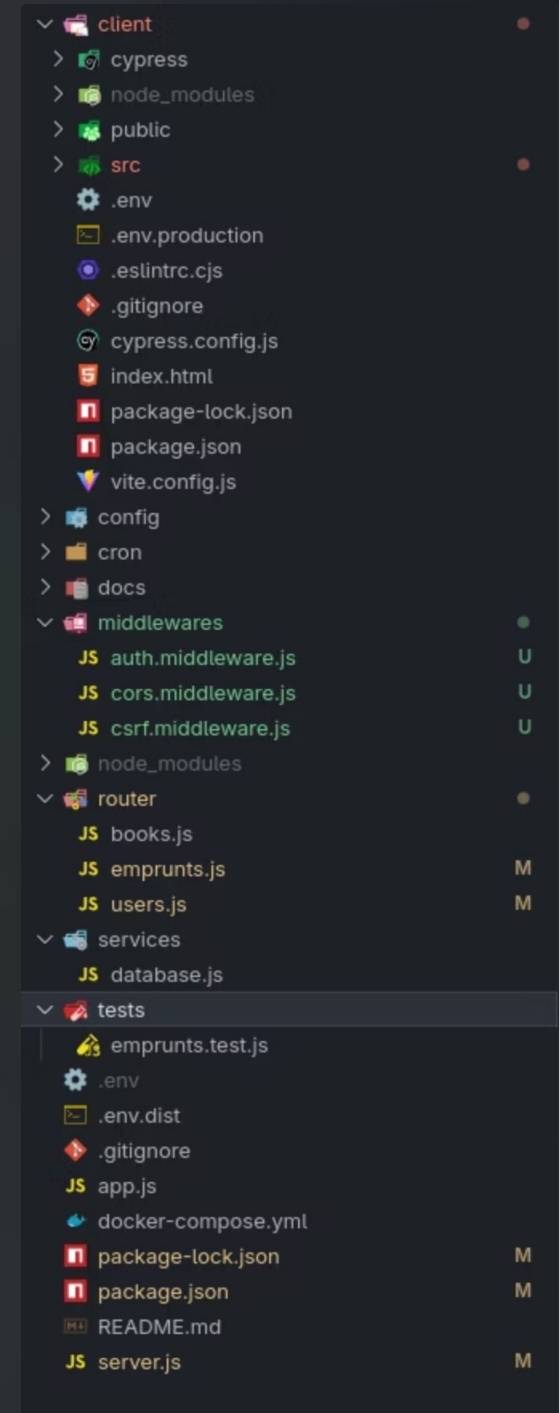 client
cypress
node_modules
public
src
.env
.env.production
.eslintrc.cjs
.gitignore
cypress.config.js
index.html
package-lock.json
package.json
vite.config.js
config
cron
docs
middlewares
JS auth.middleware.js U
JS cors.middleware.js U
JS csrf.middleware.js U
node_modules
router
JS books.js
JS emprunts.js M
JS users.js M
services
JS database.js
tests
emprunts.test.js
.env
.env.dist
.gitignore
JS app.js
docker-compose.yml
package-lock.json M
package.json M
README.md
JS server.js M